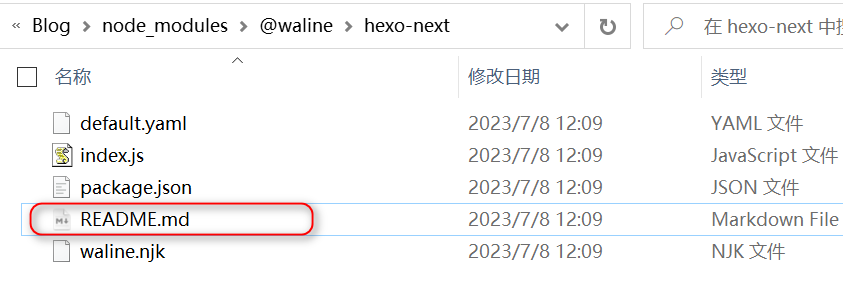 « Blog > node_modules > @waline > hexo-next 在 hexo-next 中
名称 修改日期 类型
default.yaml 2023/7/8 12:09 YAML 文件
index.js 2023/7/8 12:09 JavaScript 文件
package.json 2023/7/8 12:09 JSON 文件
README.md 2023/7/8 12:09 Markdown File
waline.njk 2023/7/8 12:09 NJK 文件